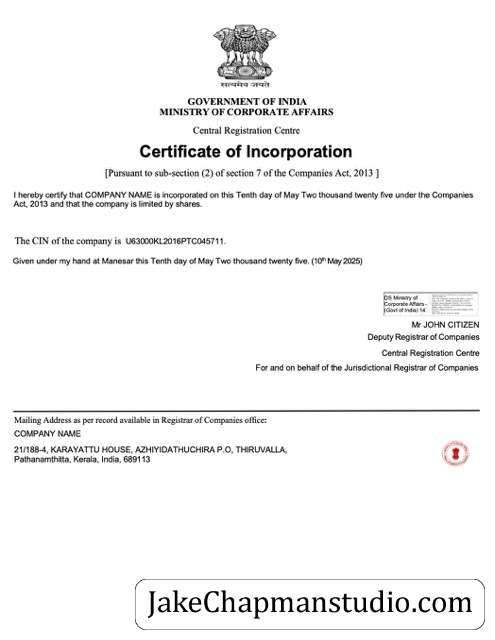 सत्यमेव जयते
GOVERNMENT OF INDIA
MINISTRY OF CORPORATE AFFAIRS
Central Registration Centre
Certificate of Incorporation
[Pursuant to sub-section (2) of section 7 of the Companies Act, 2013 ]
I hereby certify that COMPANY NAME is incorporated on this Tenth day of May Two thousand twenty five under the Companies
Act, 2013 and that the company is limited by shares.
The CIN of the company is U63000KL2016PTC045711.
Given under my hand at Manesar this Tenth day of May Two thousand twenty five. (10th May 2025)
DS Ministry of
Corporate Affairs -
(Govt of India) 14
Mr JOHN CITIZEN
Deputy Registrar of Companies
Central Registration Centre
For and on behalf of the Jurisdictional Registrar of Companies
Mailing Address as per record available in Registrar of Companies office:
COMPANY NAME
21/188-4, KARAYATTU HOUSE, AZHIYIDATHUCHIRA P.O, THIRUVALLA,
Pathanamthitta, Kerala, India, 689113
JakeChapmanstudio.com